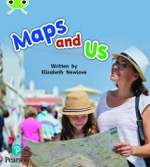 Maps and Us
Written by
Elizabeth Newlove
Pearson